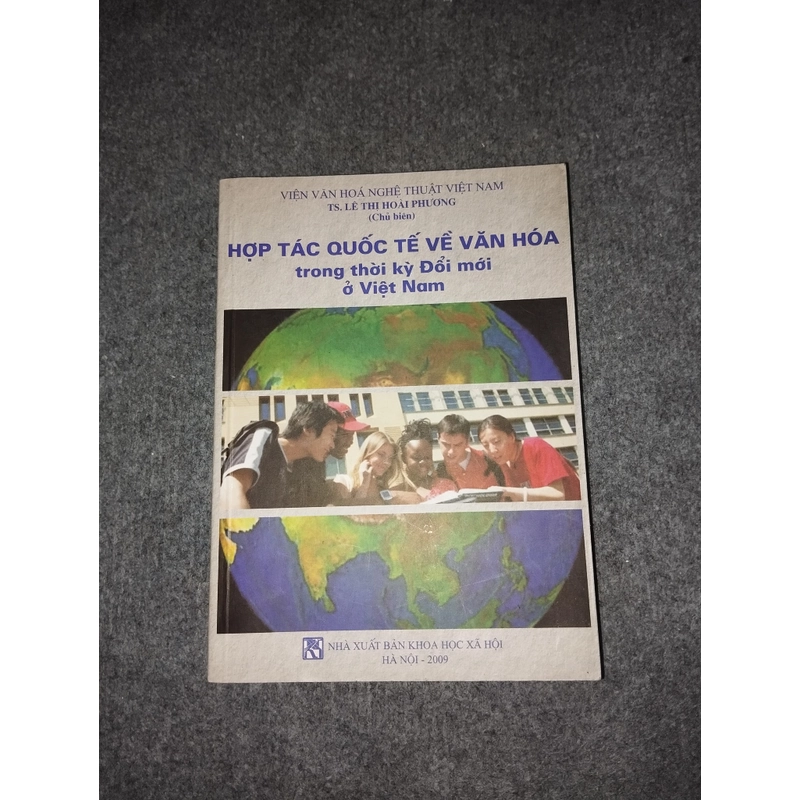 VIỆN VĂN HOÁ NGHỆ THUẬT VIỆT NAM
TS. LÊ THỊ HOÀI PHƯƠNG
(Chủ biên)
HỢP TÁC QUỐC TẾ VỀ VĂN HÓA
trong thời kỳ Đổi mới
ở Việt Nam
NHÀ XUẤT BẢN KHOA HỌC XÃ HỘI
HÀ NỘI - 2009